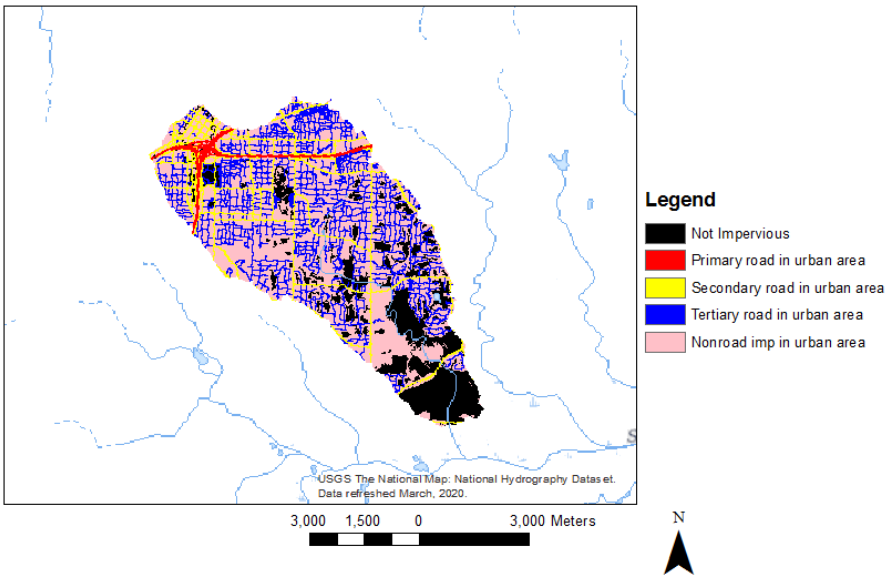 Legend
Not Impervious
Primary road in urban area
Secondary road in urban area
Tertiary road in urban area
Nonroad imp in urban area
S
USGS The National Map: National Hydrography Dataset.
Data refreshed March, 2020.
3,000 1,500 0 3,000 Meters
N